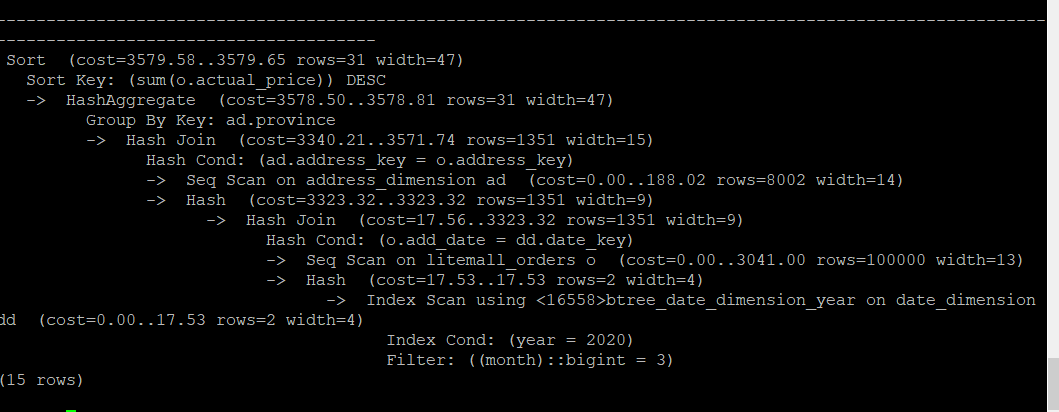 ----------------------------------------------------------------------------------------------------------
--------------------------------------
Sort  (cost=3579.58..3579.65 rows=31 width=47)
  Sort Key: (sum(o.actual_price)) DESC
  ->  HashAggregate  (cost=3578.50..3578.81 rows=31 width=47)
        Group By Key: ad.province
        ->  Hash Join  (cost=3340.21..3571.74 rows=1351 width=15)
              Hash Cond: (ad.address_key = o.address_key)
              ->  Seq Scan on address_dimension ad  (cost=0.00..188.02 rows=8002 width=14)
              ->  Hash  (cost=3323.32..3323.32 rows=1351 width=9)
                    ->  Hash Join  (cost=17.56..3323.32 rows=1351 width=9)
                          Hash Cond: (o.add_date = dd.date_key)
                          ->  Seq Scan on litemall_orders o  (cost=0.00..3041.00 rows=100000 width=13)
                          ->  Hash  (cost=17.53..17.53 rows=2 width=4)
                                ->  Index Scan using <16558>btree_date_dimension_year on date_dimension
dd  (cost=0.00..17.53 rows=2 width=4)
                                      Index Cond: (year = 2020)
                                      Filter: ((month)::bigint = 3)
(15 rows)